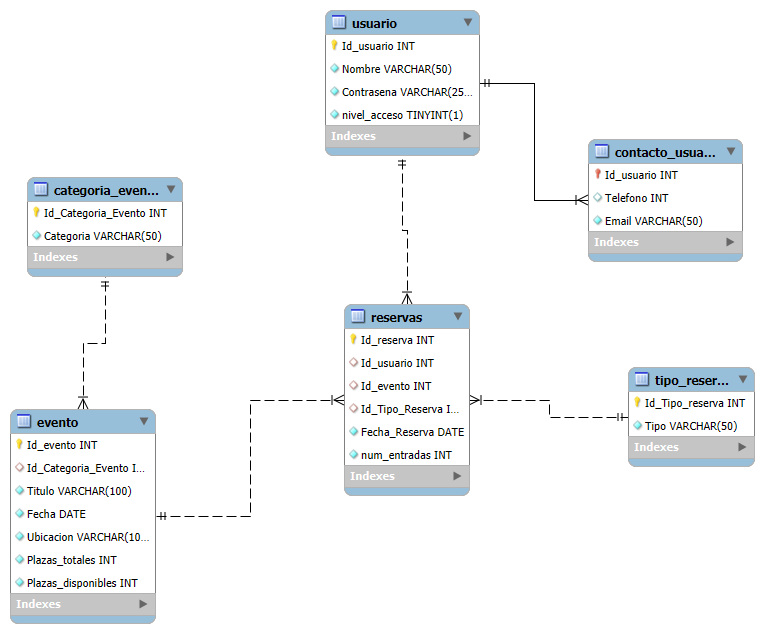 usuario
Id_usuario INT
Nombre VARCHAR(50)
Contrasena VARCHAR(25...
nivel_acceso TINYINT(1)
Indexes
contacto_usua...
Id_usuario INT
Telefono INT
Email VARCHAR(50)
Indexes
categoria_even...
Id_Categoria_Evento INT
Categoria VARCHAR(50)
Indexes
reservas
Id_reserva INT
Id_usuario INT
Id_evento INT
Id_Tipo_Reserva I...
Fecha_Reserva DATE
num_entradas INT
Indexes
tipo_reser...
Id_Tipo_reserva INT
Tipo VARCHAR(50)
Indexes
evento
Id_evento INT
Id_Categoria_Evento I...
Titulo VARCHAR(100)
Fecha DATE
Ubicacion VARCHAR(10...
Plazas_totales INT
Plazas_disponibles INT
Indexes